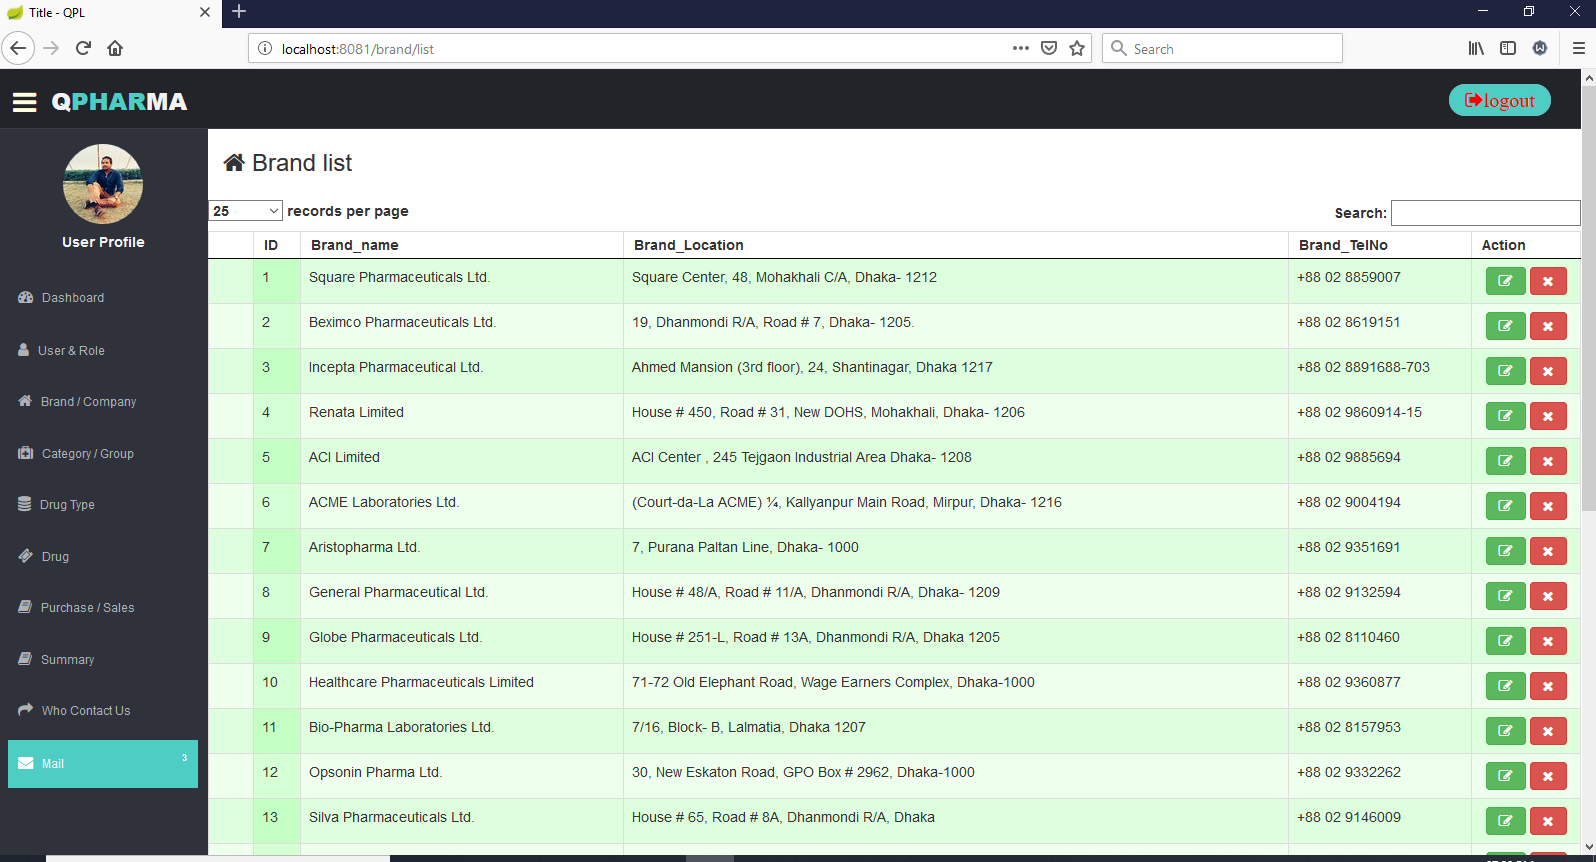 Title - QPL
localhost:8081/brand/list
Search
QPHARMA
logout
User Profile
Dashboard
User & Role
Brand / Company
Category / Group
Drug Type
Drug
Purchase / Sales
Summary
Who Contact Us
Mail 3
Brand list
25 records per page
Search:
ID Brand_name Brand_Location Brand_TelNo Action
1 Square Pharmaceuticals Ltd. Square Center, 48, Mohakhali C/A, Dhaka- 1212 +88 02 8859007
2 Beximco Pharmaceuticals Ltd. 19, Dhanmondi R/A, Road # 7, Dhaka- 1205. +88 02 8619151
3 Incepta Pharmaceutical Ltd. Ahmed Mansion (3rd floor), 24, Shantinagar, Dhaka 1217 +88 02 8891688-703
4 Renata Limited House # 450, Road # 31, New DOHS, Mohakhali, Dhaka- 1206 +88 02 9860914-15
5 ACI Limited ACI Center , 245 Tejgaon Industrial Area Dhaka- 1208 +88 02 9885694
6 ACME Laboratories Ltd. (Court-da-La ACME) ¼, Kallyanpur Main Road, Mirpur, Dhaka- 1216 +88 02 9004194
7 Aristopharma Ltd. 7, Purana Paltan Line, Dhaka- 1000 +88 02 9351691
8 General Pharmaceutical Ltd. House # 48/A, Road # 11/A, Dhanmondi R/A, Dhaka- 1209 +88 02 9132594
9 Globe Pharmaceuticals Ltd. House # 251-L, Road # 13A, Dhanmondi R/A, Dhaka 1205 +88 02 8110460
10 Healthcare Pharmaceuticals Limited 71-72 Old Elephant Road, Wage Earners Complex, Dhaka-1000 +88 02 9360877
11 Bio-Pharma Laboratories Ltd. 7/16, Block- B, Lalmatia, Dhaka 1207 +88 02 8157953
12 Opsonin Pharma Ltd. 30, New Eskaton Road, GPO Box # 2962, Dhaka-1000 +88 02 9332262
13 Silva Pharmaceuticals Ltd. House # 65, Road # 8A, Dhanmondi R/A, Dhaka +88 02 9146009